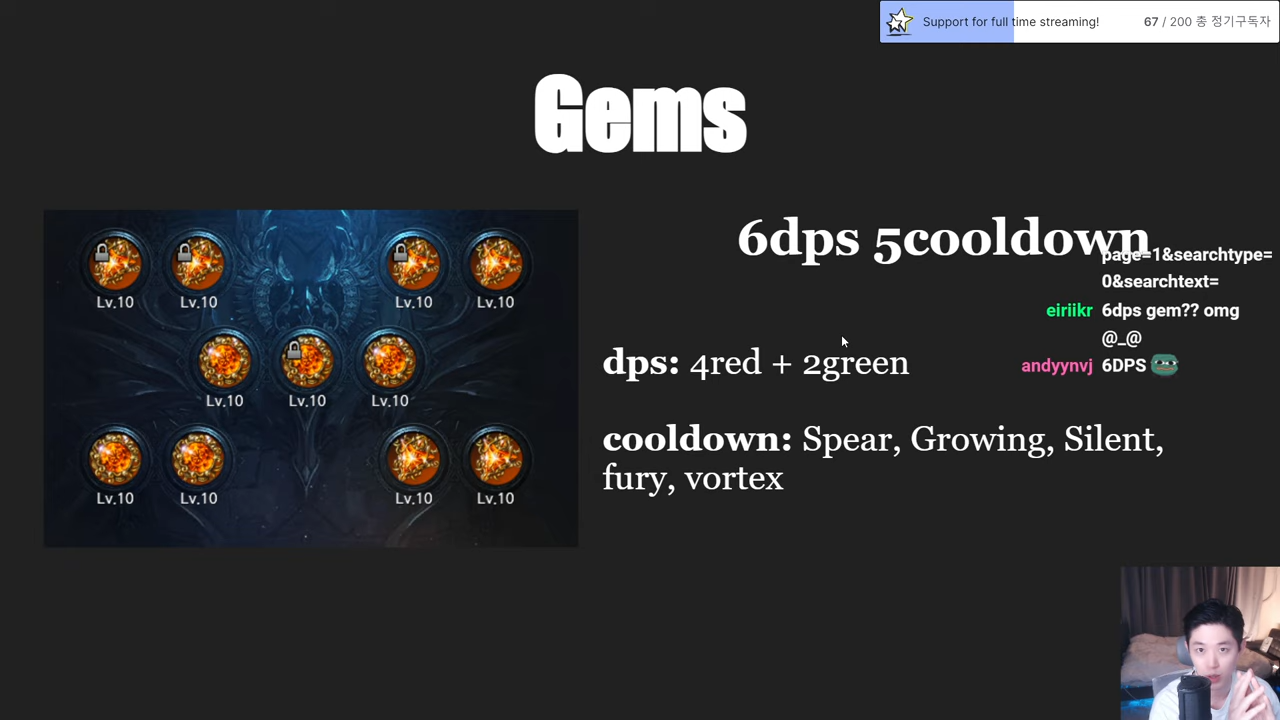 Support for full time streaming!
67 / 200 총 정기구독자
Gems
6dps 5cooldown
page=1&searchtype=
0&searchtext=
eiriikr 6dps gem?? omg
@_@
andyynvj 6DPS
Lv.10 Lv.10 Lv.10 Lv.10
Lv.10 Lv.10 Lv.10
Lv.10 Lv.10 Lv.10 Lv.10
dps: 4red + 2green
cooldown: Spear, Growing, Silent,
fury, vortex